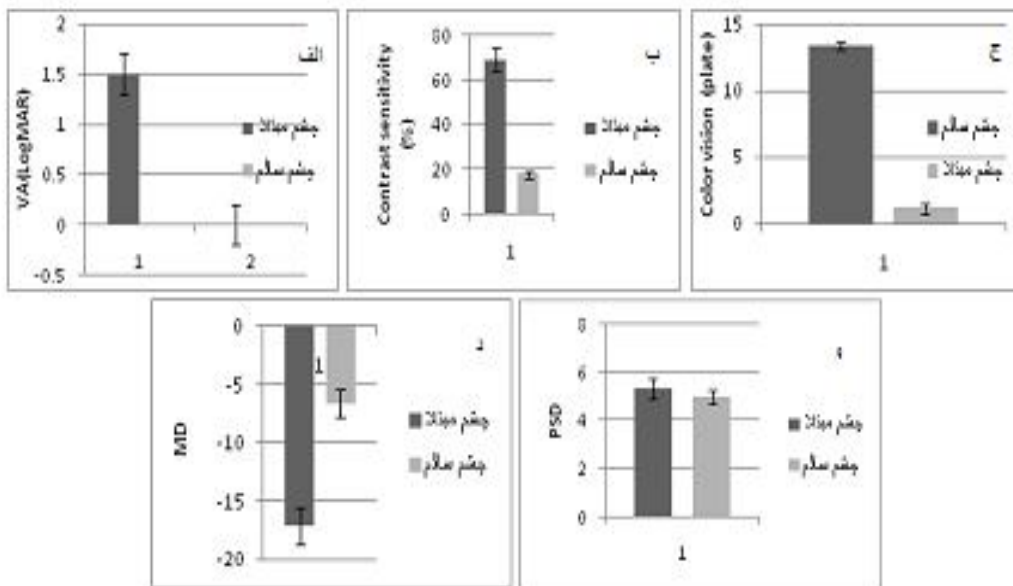 الف
VA(LogMAR)
2
1.5
1
0.5
0
-0.5
1
2
چشم مبتلا
چشم سالم
ب
Contrast sensitivity
(%)
80
60
40
20
0
1
چشم مبتلا
چشم سالم
ج
Color vision (plate)
15
10
5
0
1
چشم سالم
چشم مبتلا
د
MD
0
-5
-10
-15
-20
1
چشم مبتلا
چشم سالم
PSD
8
6
4
2
0
1
چشم مبتلا
چشم سالم